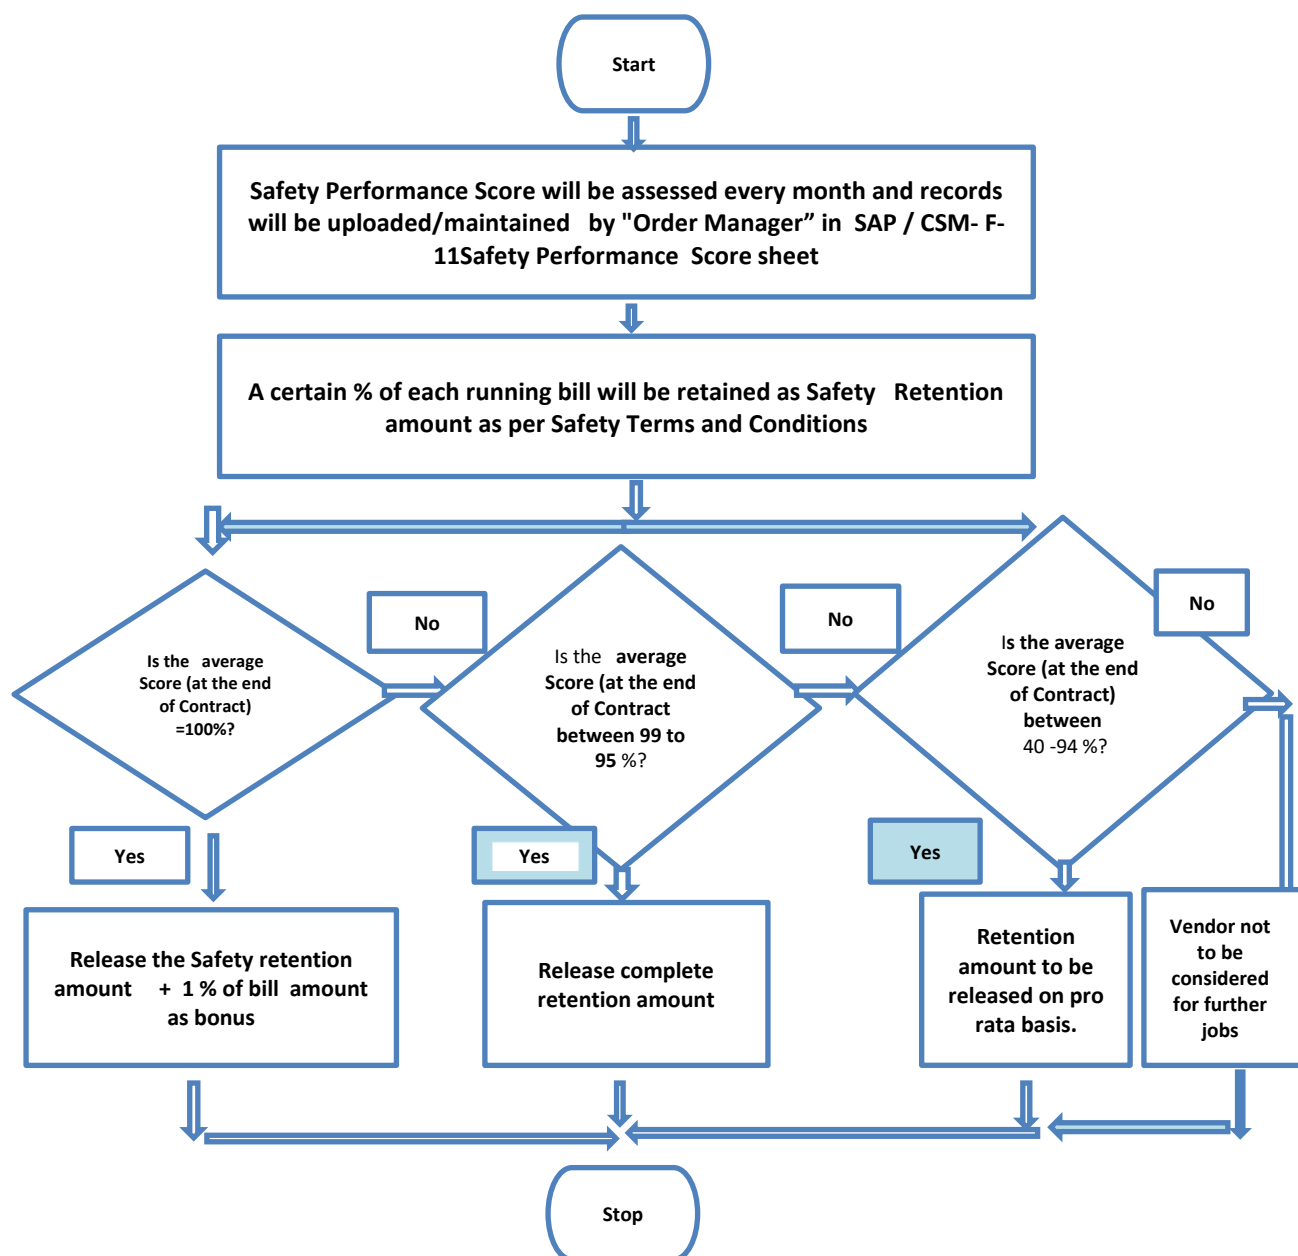 Start
Safety Performance Score will be assessed every month and records
will be uploaded/maintained by "Order Manager” in SAP / CSM- F-
11Safety Performance Score sheet
A certain % of each running bill will be retained as Safety Retention
amount as per Safety Terms and Conditions
Is the average
Score (at the end
of Contract)
=100%?
No
Is the average
Score (at the end
of Contract
between 99 to
95 %?
No
Is the average
Score (at the end
of Contract)
between
40 -94 %?
No
Yes
Yes
Yes
Release the Safety retention
amount + 1 % of bill amount
as bonus
Release complete
retention amount
Retention
amount to be
released on pro
rata basis.
Vendor not
to be
considered
for further
jobs
Stop